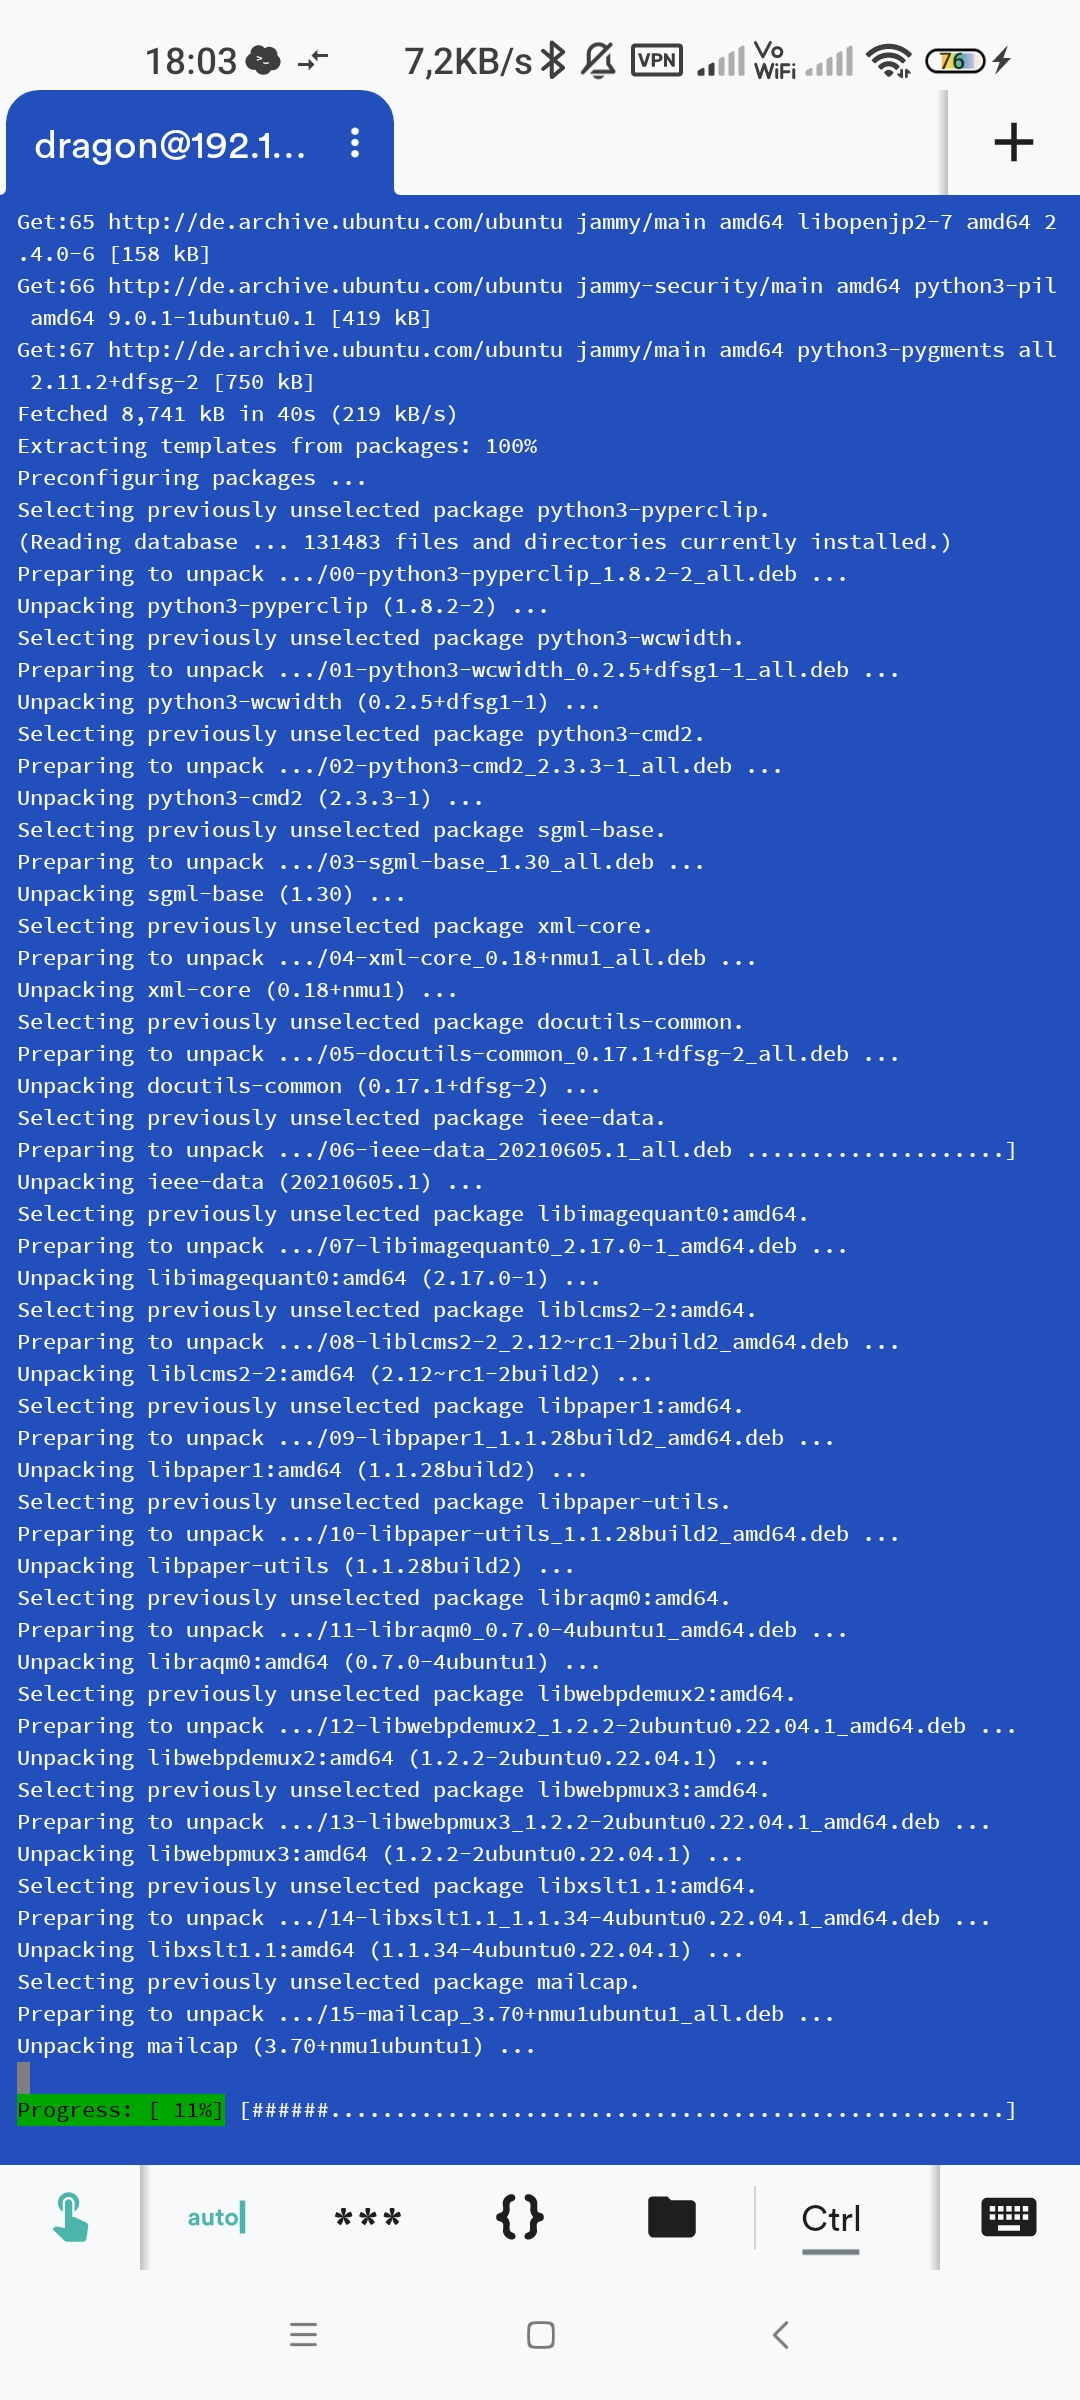 18:03 7,2KB/s VPN Vo WiFi 76
dragon@192.1...
Get:65 http://de.archive.ubuntu.com/ubuntu jammy/main amd64 libopenjp2-7 amd64 2
.4.0-6 [158 kB]
Get:66 http://de.archive.ubuntu.com/ubuntu jammy-security/main amd64 python3-pil
 amd64 9.0.1-1ubuntu0.1 [419 kB]
Get:67 http://de.archive.ubuntu.com/ubuntu jammy/main amd64 python3-pygments all
 2.11.2+dfsg-2 [750 kB]
Fetched 8,741 kB in 40s (219 kB/s)
Extracting templates from packages: 100%
Preconfiguring packages ...
Selecting previously unselected package python3-pyperclip.
(Reading database ... 131483 files and directories currently installed.)
Preparing to unpack .../00-python3-pyperclip_1.8.2-2_all.deb ...
Unpacking python3-pyperclip (1.8.2-2) ...
Selecting previously unselected package python3-wcwidth.
Preparing to unpack .../01-python3-wcwidth_0.2.5+dfsg1-1_all.deb ...
Unpacking python3-wcwidth (0.2.5+dfsg1-1) ...
Selecting previously unselected package python3-cmd2.
Preparing to unpack .../02-python3-cmd2_2.3.3-1_all.deb ...
Unpacking python3-cmd2 (2.3.3-1) ...
Selecting previously unselected package sgml-base.
Preparing to unpack .../03-sgml-base_1.30_all.deb ...
Unpacking sgml-base (1.30) ...
Selecting previously unselected package xml-core.
Preparing to unpack .../04-xml-core_0.18+nmu1_all.deb ...
Unpacking xml-core (0.18+nmu1) ...
Selecting previously unselected package docutils-common.
Preparing to unpack .../05-docutils-common_0.17.1+dfsg-2_all.deb ...
Unpacking docutils-common (0.17.1+dfsg-2) ...
Selecting previously unselected package ieee-data.
Preparing to unpack .../06-ieee-data_20210605.1_all.deb ....................]
Unpacking ieee-data (20210605.1) ...
Selecting previously unselected package libimagequant0:amd64.
Preparing to unpack .../07-libimagequant0_2.17.0-1_amd64.deb ...
Unpacking libimagequant0:amd64 (2.17.0-1) ...
Selecting previously unselected package liblcms2-2:amd64.
Preparing to unpack .../08-liblcms2-2_2.12~rc1-2build2_amd64.deb ...
Unpacking liblcms2-2:amd64 (2.12~rc1-2build2) ...
Selecting previously unselected package libpaper1:amd64.
Preparing to unpack .../09-libpaper1_1.1.28build2_amd64.deb ...
Unpacking libpaper1:amd64 (1.1.28build2) ...
Selecting previously unselected package libpaper-utils.
Preparing to unpack .../10-libpaper-utils_1.1.28build2_amd64.deb ...
Unpacking libpaper-utils (1.1.28build2) ...
Selecting previously unselected package libraqm0:amd64.
Preparing to unpack .../11-libraqm0_0.7.0-4ubuntu1_amd64.deb ...
Unpacking libraqm0:amd64 (0.7.0-4ubuntu1) ...
Selecting previously unselected package libwebpdemux2:amd64.
Preparing to unpack .../12-libwebpdemux2_1.2.2-2ubuntu0.22.04.1_amd64.deb ...
Unpacking libwebpdemux2:amd64 (1.2.2-2ubuntu0.22.04.1) ...
Selecting previously unselected package libwebpmux3:amd64.
Preparing to unpack .../13-libwebpmux3_1.2.2-2ubuntu0.22.04.1_amd64.deb ...
Unpacking libwebpmux3:amd64 (1.2.2-2ubuntu0.22.04.1) ...
Selecting previously unselected package libxslt1.1:amd64.
Preparing to unpack .../14-libxslt1.1_1.1.34-4ubuntu0.22.04.1_amd64.deb ...
Unpacking libxslt1.1:amd64 (1.1.34-4ubuntu0.22.04.1) ...
Selecting previously unselected package mailcap.
Preparing to unpack .../15-mailcap_3.70+nmu1ubuntu1_all.deb ...
Unpacking mailcap (3.70+nmu1ubuntu1) ...
Progress: [ 11%] [######....................................................]
auto *** {} Ctrl